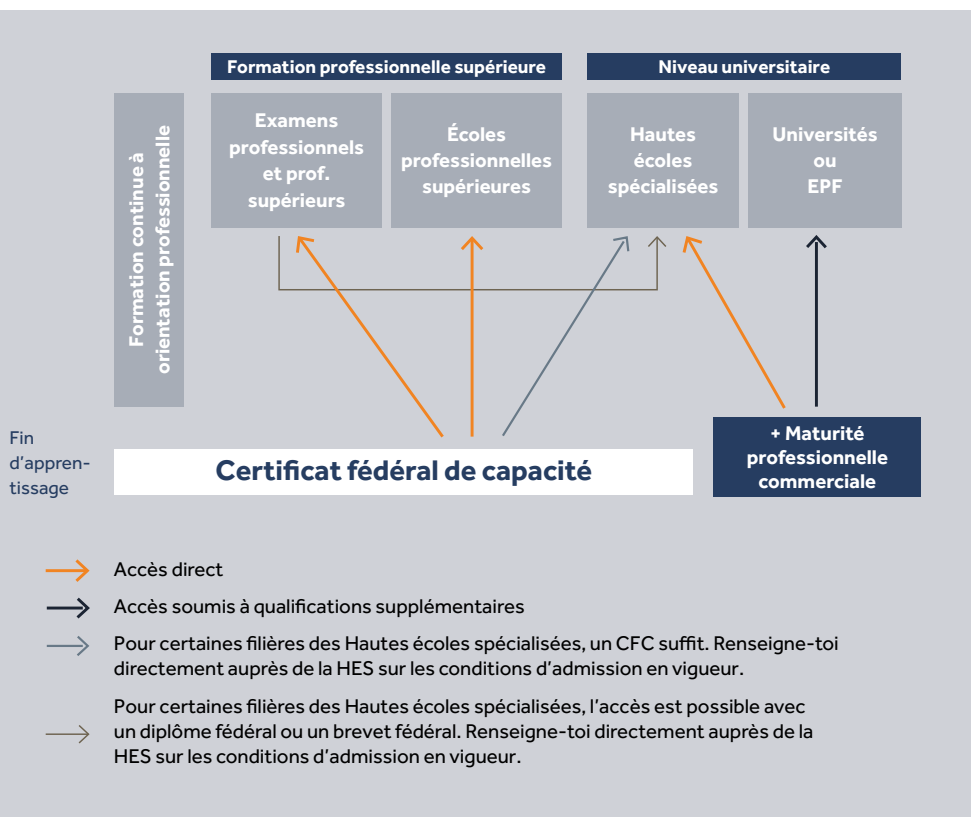 Formation professionnelle supérieure
Niveau universitaire
Formation continue à
orientation professionnelle
Examens
professionnels
et prof.
supérieurs
Écoles
professionnelles
supérieures
Hautes
écoles
spécialisées
Universités
ou
EPF
Fin
d'appren-
tissage
Certificat fédéral de capacité
+ Maturité
professionnelle
commerciale
Accès direct
Accès soumis à qualifications supplémentaires
Pour certaines filières des Hautes écoles spécialisées, un CFC suffit. Renseigne-toi
directement auprès de la HES sur les conditions d'admission en vigueur.
Pour certaines filières des Hautes écoles spécialisées, l'accès est possible avec
un diplôme fédéral ou un brevet fédéral. Renseigne-toi directement auprès de la
HES sur les conditions d'admission en vigueur.